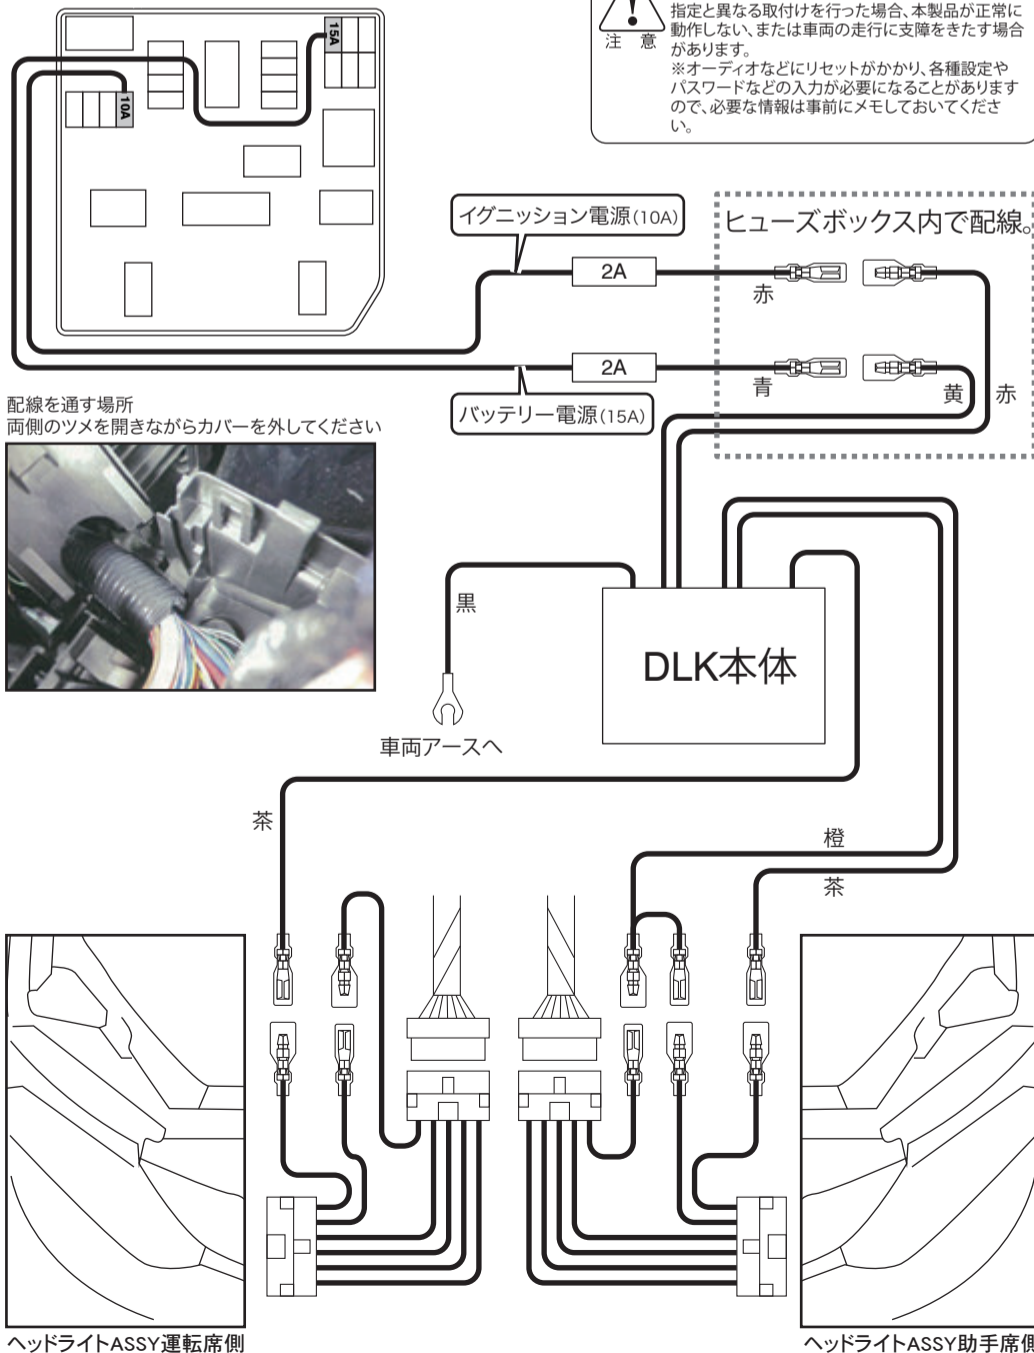 注 意
指定と異なる取付けを行った場合、本製品が正常に
動作しない、または車両の走行に支障をきたす場合
があります。
※オーディオなどにリセットがかかり、各種設定や
パスワードなどの入力が必要になることがあります
ので、必要な情報は事前にメモしておいてくださ
い。
15A
10A
イグニッション電源(10A)
ヒューズボックス内で配線。
2A
赤
2A
青
黄
赤
バッテリー電源(15A)
配線を通す場所
両側のツメを開きながらカバーを外してください
黒
DLK本体
車両アースへ
茶
橙
茶
ヘッドライトASSY運転席側
ヘッドライトASSY助手席側